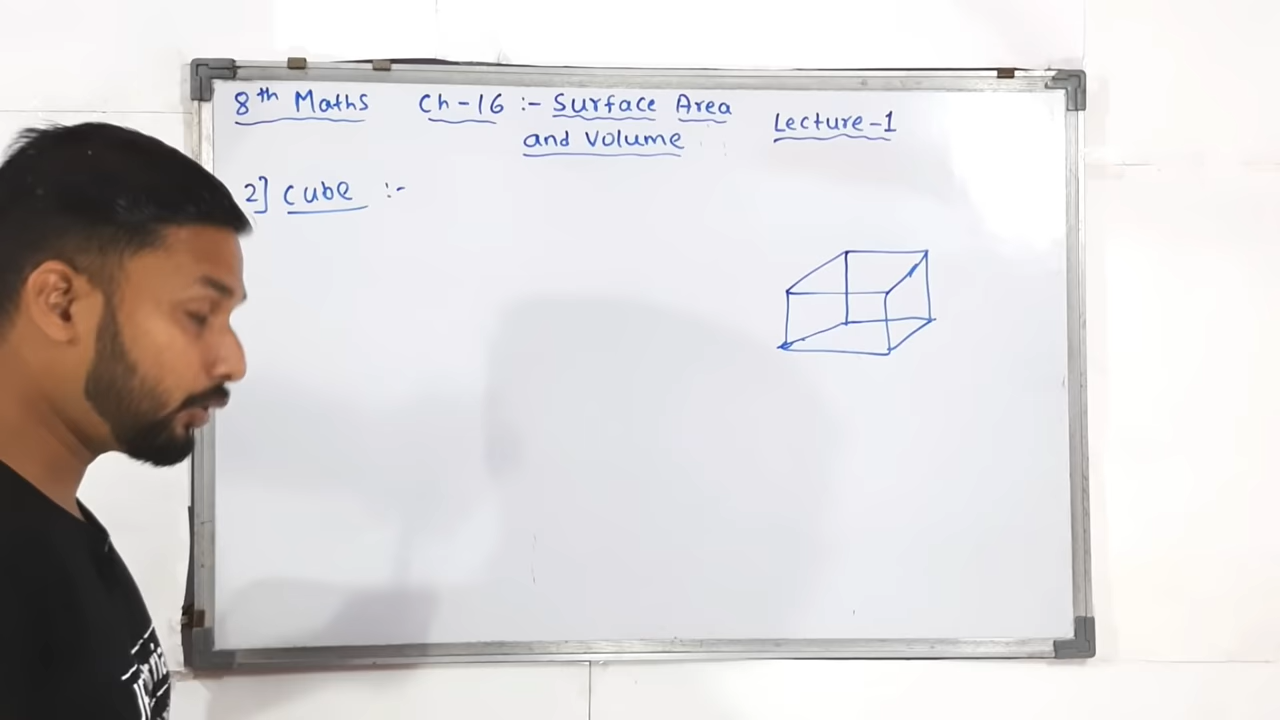 8th Maths Ch-16 :- Surface Area Lecture-1
and Volume
2] Cube :-